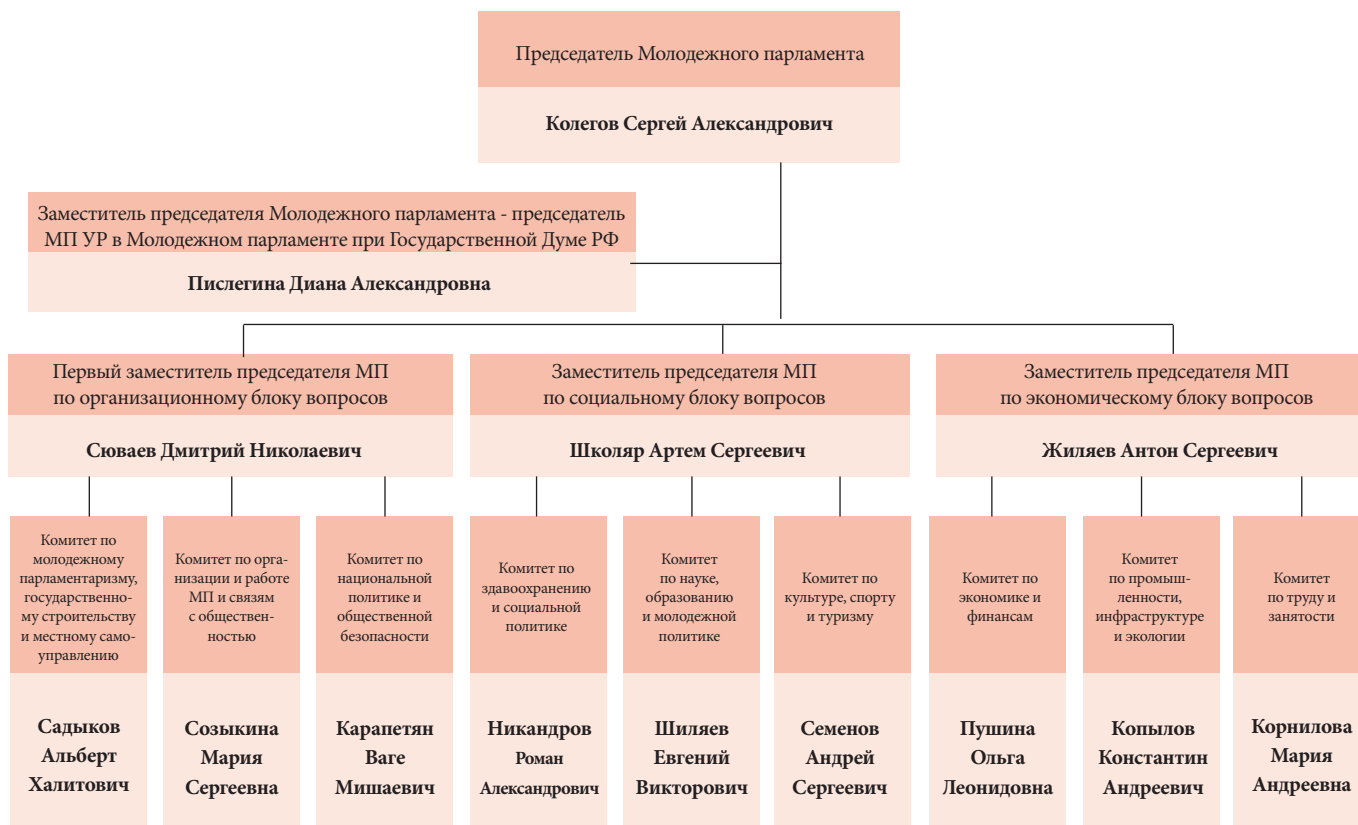 Председатель Молодежного парламента
Колегов Сергей Александрович
Заместитель председателя Молодежного парламента - председатель
МП УР в Молодежном парламенте при Государственной Думе РФ
Пислегина Диана Александровна
Первый заместитель председателя МП
по организационному блоку вопросов
Сюваев Дмитрий Николаевич
Заместитель председателя МП
по социальному блоку вопросов
Школяр Артем Сергеевич
Заместитель председателя МП
по экономическому блоку вопросов
Жиляев Антон Сергеевич
Комитет по
молодежному
парламентаризму,
государственно-
му строительству
и местному само-
управлению
Садыков
Альберт
Халитович
Комитет по орга-
низации и работе
МП и связям
с обществен-
ностью
Созыкина
Мария
Сергеевна
Комитет по
национальной
политике и
общественной
безопасности
Карапетян
Ваге
Мишаевич
Комитет по
здавоохранению
и социальной
политике
Никандров
Роман
Александрович
Комитет
по науке,
образованию
и молодежной
политике
Шиляев
Евгений
Викторович
Комитет по
культуре, спорту
и туризму
Семенов
Андрей
Сергеевич
Комитет по
экономике и
финансам
Пушина
Ольга
Леонидовна
Комитет
по промыш-
ленности,
инфраструктуре
и экологии
Копылов
Константин
Андреевич
Комитет
по труду и
занятости
Корнилова
Мария
Андреевна